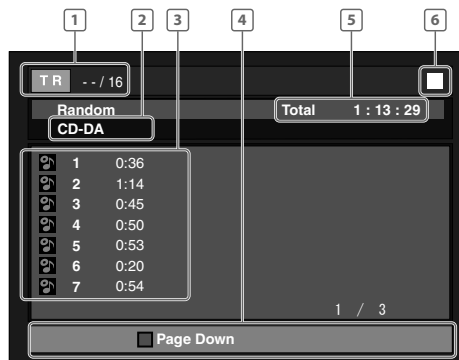 1 2 3 4 5 6
T R - - / 16
Random Total 1 : 13 : 29
CD-DA
1 0:36
2 1:14
3 0:45
4 0:50
5 0:53
6 0:20
7 0:54
1 / 3
Page Down